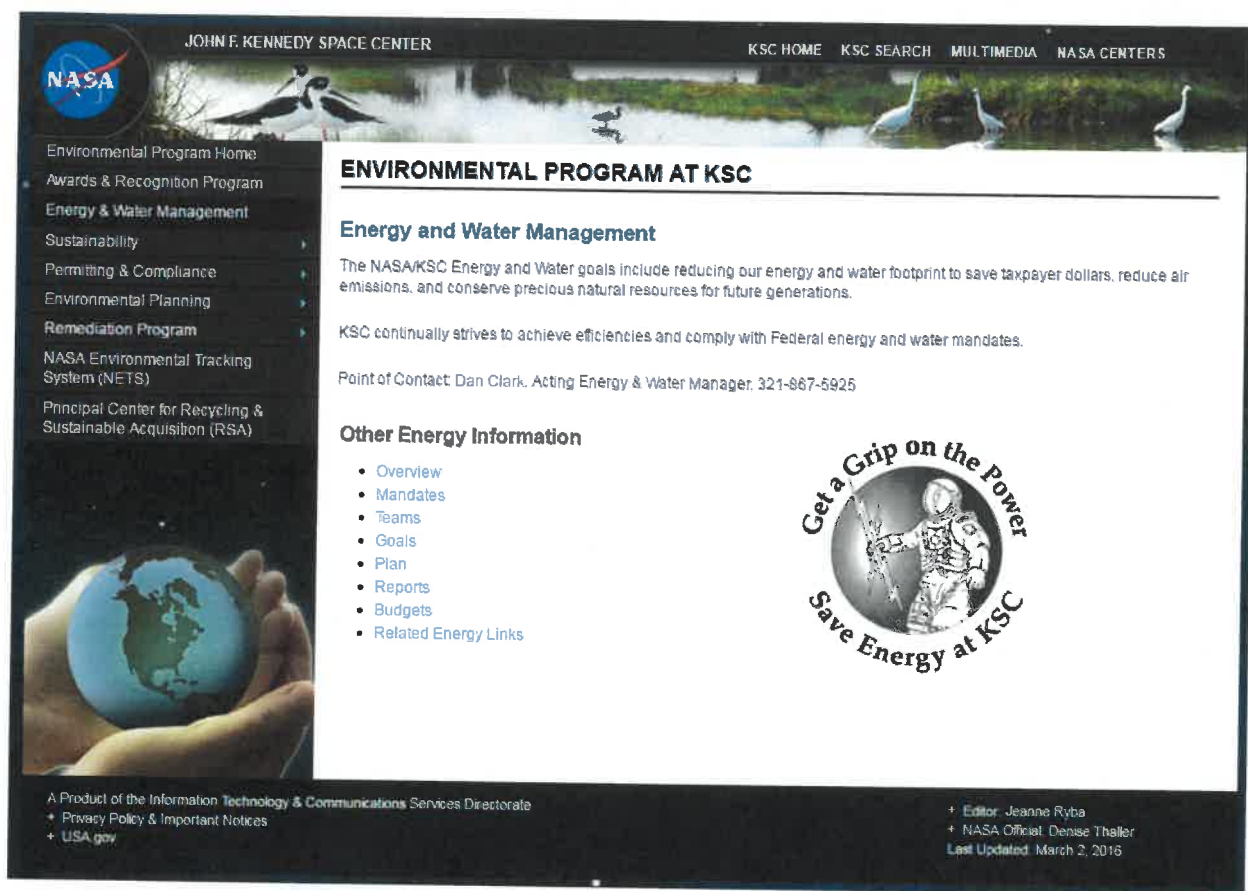 JOHN F. KENNEDY SPACE CENTER
KSC HOME KSC SEARCH MULTIMEDIA NASA CENTERS
NASA
Environmental Program Home
Awards & Recognition Program
Energy & Water Management
Sustainability
Permitting & Compliance
Environmental Planning
Remediation Program
NASA Environmental Tracking
System (NETS)
Principal Center for Recycling &
Sustainable Acquisition (RSA)
ENVIRONMENTAL PROGRAM AT KSC
Energy and Water Management
The NASA/KSC Energy and Water goals include reducing our energy and water footprint to save taxpayer dollars, reduce air
emissions, and conserve precious natural resources for future generations.
KSC continually strives to achieve efficiencies and comply with Federal energy and water mandates.
Point of Contact: Dan Clark, Acting Energy & Water Manager, 321-867-5925
Other Energy Information
• Overview
• Mandates
• Teams
• Goals
• Plan
• Reports
• Budgets
• Related Energy Links
Get a Grip on the Power
Save Energy at KSC
A Product of the Information Technology & Communications Services Directorate
+ Privacy Policy & Important Notices
+ USA.gov
+ Editor: Jeanne Ryba
+ NASA Official: Denise Thaller
Last Updated: March 2, 2016